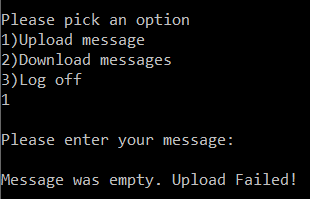 Please pick an option
1)Upload message
2)Download messages
3)Log off
1
Please enter your message:
Message was empty. Upload Failed!